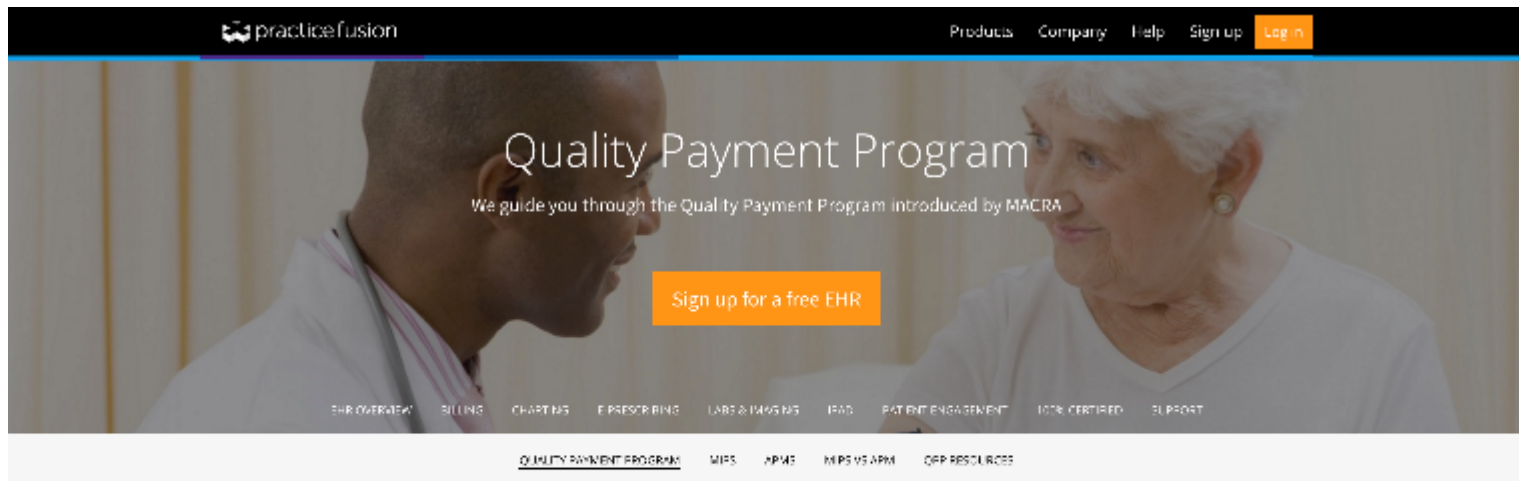 practice fusion
Products Company Help Sign up Log in
Quality Payment Program
We guide you through the Quality Payment Program introduced by MACRA
Sign up for a free EHR
EHR OVERVIEW BILLING CHARTING E-PRESCRIBING LABS & IMAGING IPAD PATIENT ENGAGEMENT 100% CERTIFIED SUPPORT
QUALITY PAYMENT PROGRAM MIPS APMS MIPS VS APM QPP RESOURCES